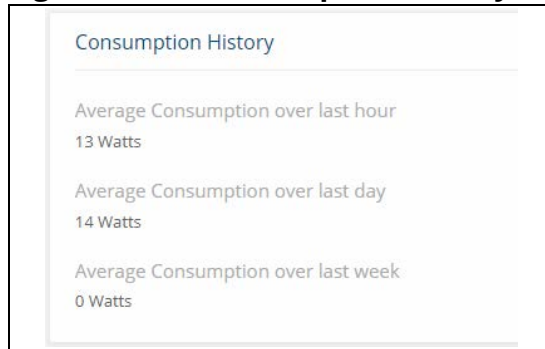 Consumption History
Average Consumption over last hour
13 Watts
Average Consumption over last day
14 Watts
Average Consumption over last week
0 Watts